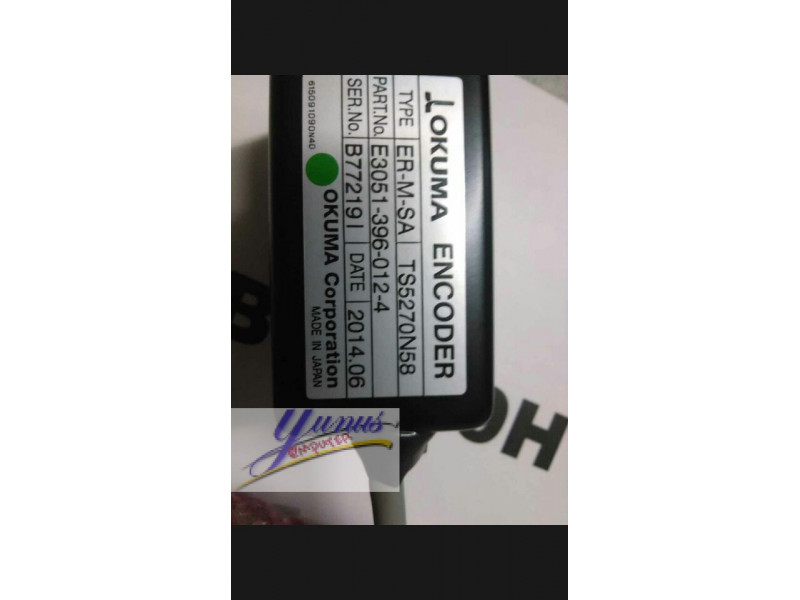 OKUMA ENCODER
TYPE ER-M-SA TS5270N58
PART.No. E3051-396-012-4
SER.No. B772191 DATE 2014.06
OKUMA Corporation
MADE IN JAPAN
Yunus
COMPUTER